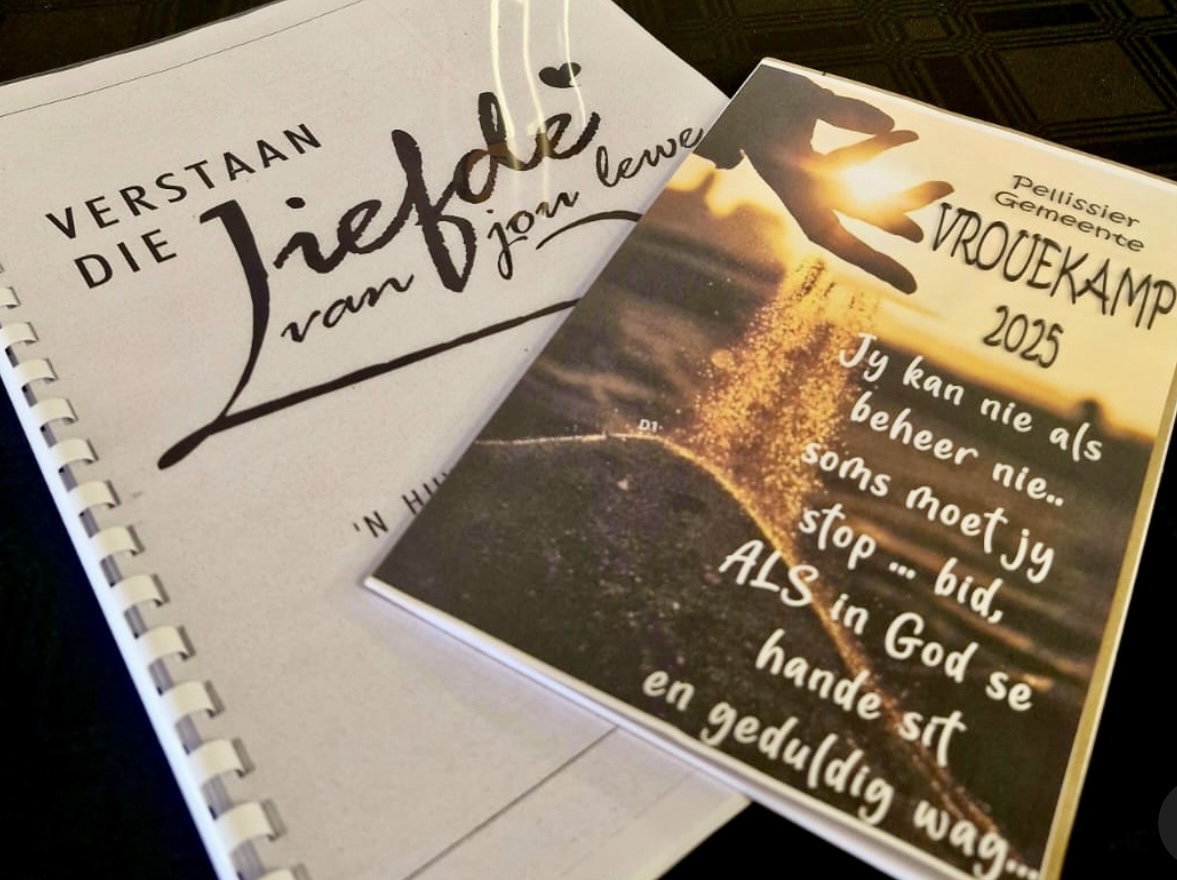 VERSTAAN
DIE Liefde
van jou lewe
'N
Pellissier
Gemeente
VROUEKAMP
2025
Jy kan nie als
beheer nie..
soms moet jy
stop ... bid,
ALS in God se
hande sit
en geduldig wag...
D1